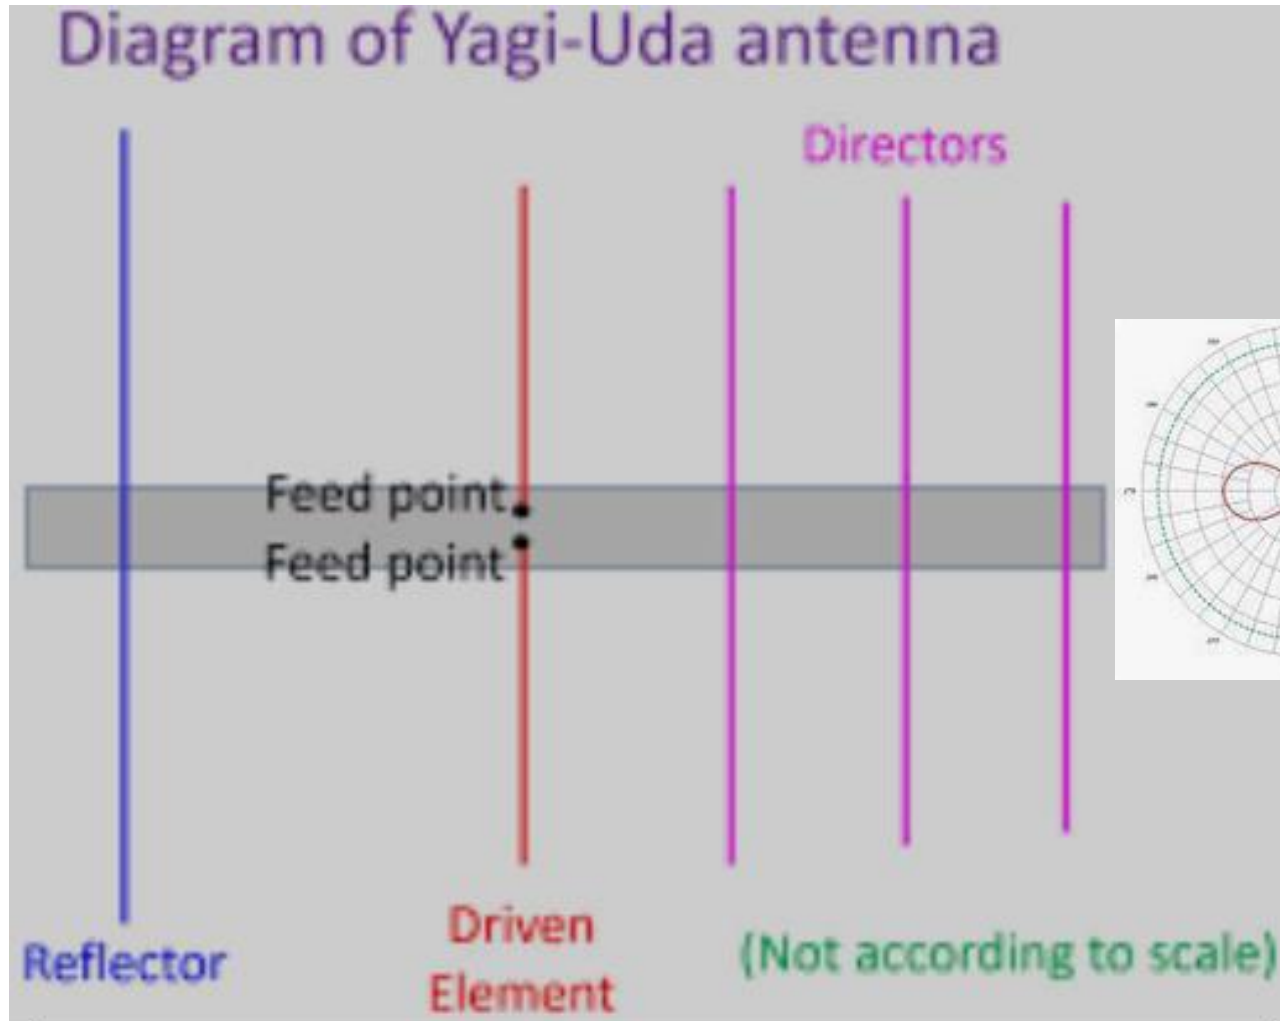 Diagram of Yagi-Uda antenna
Directors
Feed point
Feed point
Driven
Element
Reflector
(Not according to scale)